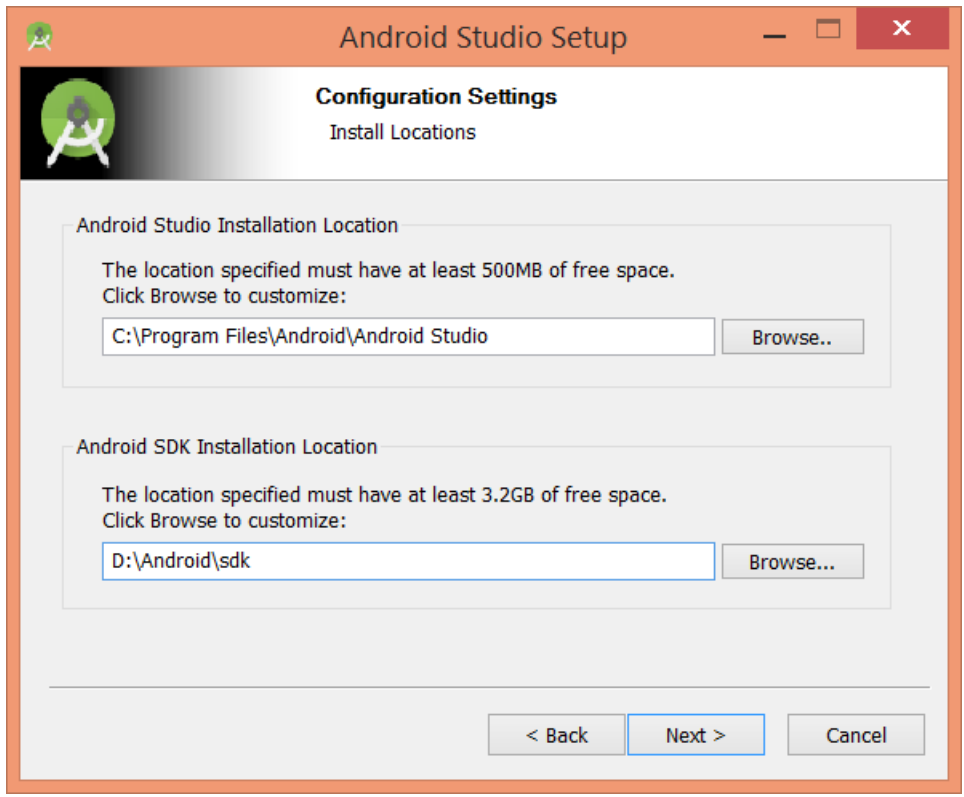 Android Studio Setup
Configuration Settings
Install Locations
Android Studio Installation Location
The location specified must have at least 500MB of free space.
Click Browse to customize:
C:\Program Files\Android\Android Studio
Browse..
Android SDK Installation Location
The location specified must have at least 3.2GB of free space.
Click Browse to customize:
D:\Android\sdk
Browse...
< Back
Next >
Cancel